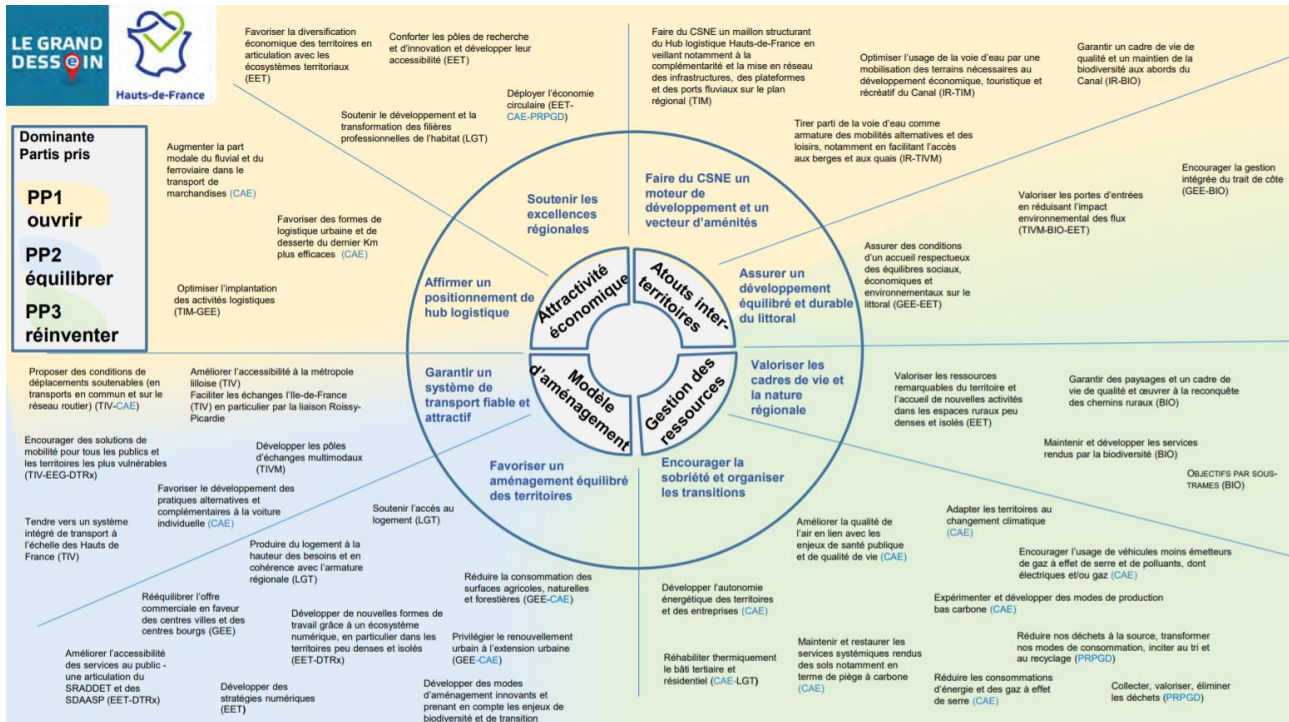 LE GRAND
DESSEIN
Hauts-de-France
Dominante
Partis pris
PP1
ouvrir
PP2
équilibrer
PP3
réinventer
Favoriser la diversification
économique des territoires en
articulation avec les
écosystèmes territoriaux
(EET)
Conforter les pôles de recherche
et d'innovation et développer leur
accessibilité (EET)
Déployer l'économie
circulaire (EET-
CAE-PRPGD)
Soutenir le développement et la
transformation des filières
professionnelles de l'habitat (LGT)
Soutenir les
excellences
régionales
Augmenter la part
modale du fluvial et du
ferroviaire dans le
transport de
marchandises (CAE)
Favoriser des formes de
logistique urbaine et de
desserte du dernier Km
plus efficaces (CAE)
Optimiser l'implantation
des activités logistiques
(TIM-GEE)
Affirmer un
positionnement de
hub logistique
Faire du CSNE un maillon structurant
du Hub logistique Hauts-de-France en
veillant notamment à la
complémentarité et la mise en réseau
des infrastructures, des plateformes
et des ports fluviaux sur le plan
régional (TIM)
Optimiser l'usage de la voie d'eau par une
mobilisation des terrains nécessaires au
développement économique, touristique et
récréatif du Canal (IR-TIM)
Garantir un cadre de vie de
qualité et un maintien de la
biodiversité aux abords du
Canal (IR-BIO)
Tirer parti de la voie d'eau comme
armature des mobilités alternatives et des
loisirs, notamment en facilitant l'accès
aux berges et aux quais (IR-TIVM)
Faire du CSNE un
moteur de
développement et un
vecteur d'aménités
Encourager la gestion
intégrée du trait de côte
(GEE-BIO)
Valoriser les portes d'entrées
en réduisant l'impact
environnemental des flux
(TIVM-BIO-EET)
Assurer des conditions
d'un accueil respectueux
des équilibres sociaux,
économiques et
environnementaux sur le
littoral (GEE-EET)
Assurer un
développement
équilibré et durable
du littoral
Attractivité
économique
Atouts inter-
territoires
Modèle
d'aménagement
Gestion des
ressources
Garantir un
système de
transport fiable et
attractif
Proposer des conditions de
déplacements soutenables (en
transports en commun et sur le
réseau routier) (TIV-CAE)
Améliorer l'accessibilité à la métropole
lilloise (TIV)
Faciliter les échanges l'Ile-de-France
(TIV) en particulier par la liaison Roissy-
Picardie
Encourager des solutions de
mobilité pour tous les publics et
les territoires les plus vulnérables
(TIV-EEG-DTRx)
Développer les pôles
d'échanges multimodaux
(TIVM)
Favoriser le développement des
pratiques alternatives et
complémentaires à la voiture
individuelle (CAE)
Tendre vers un système
intégré de transport à
l'échelle des Hauts de
France (TIV)
Favoriser un
aménagement équilibré
des territoires
Soutenir l'accès au
logement (LGT)
Produire du logement à la
hauteur des besoins et en
cohérence avec l'armature
régionale (LGT)
Réduire la consommation des
surfaces agricoles, naturelles
et forestières (GEE-CAE)
Rééquilibrer l'offre
commerciale en faveur
des centres villes et
des centres bourgs (GEE)
Développer de nouvelles formes de
travail grâce à un écosystème
numérique, en particulier dans les
territoires peu denses et isolés
(EET-DTRx)
Privilégier le renouvellement
urbain à l'extension urbaine
(GEE-CAE)
Améliorer l'accessibilité
des services au public -
une articulation du
SRADDET et des
SDAASP (EET-DTRx)
Développer des
stratégies numériques
(EET)
Développer des modes
d'aménagement innovants et
prenant en compte les enjeux de
biodiversité et de transition
Valoriser les
cadres de vie et
la nature
régionale
Valoriser les ressources
remarquables du territoire et
l'accueil de nouvelles activités
dans les espaces ruraux peu
denses et isolés (EET)
Garantir des paysages et un cadre de
vie de qualité et œuvrer à la reconquête
des chemins ruraux (BIO)
Maintenir et développer les services
rendus par la biodiversité (BIO)
OBJECTIFS PAR SOUS-
TRAMES (BIO)
Encourager la
sobriété et organiser
les transitions
Améliorer la qualité de
l'air en lien avec les
enjeux de santé publique
et de qualité de vie (CAE)
Adapter les territoires au
changement climatique
(CAE)
Encourager l'usage de véhicules moins émetteurs
de gaz à effet de serre et de polluants, dont
électriques et/ou gaz (CAE)
Développer l'autonomie
énergétique des territoires
et des entreprises (CAE)
Expérimenter et développer des modes de production
bas carbone (CAE)
Réhabiliter thermiquement
le bâti tertiaire et
résidentiel (CAE-LGT)
Maintenir et restaurer les
services systémiques rendus
des sols notamment en
terme de piège à carbone
(CAE)
Réduire nos déchets à la source, transformer
nos modes de consommation, inciter au tri et
au recyclage (PRPGD)
Réduire les consommations
d'énergie et des gaz à effet
de serre (CAE)
Collecter, valoriser, éliminer
les déchets (PRPGD)